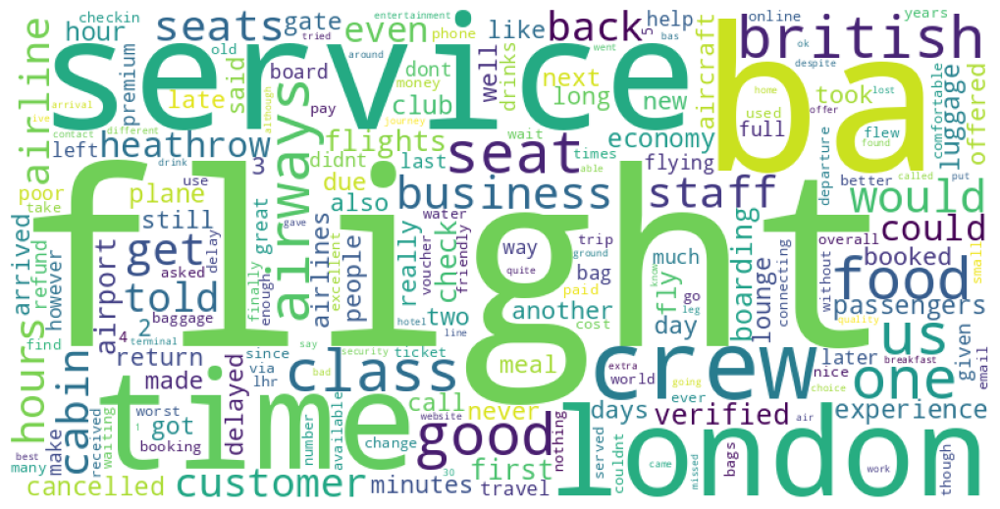 service
ba
flight
time
london
british
airways
airline
seats
seat
back
even
like
help
gate
hour
checkin
premium
old
said
late
board
pay
entertainment
tried
phone
around
dont
money
club
well
drinks
went
5
bas
next
long
wait
new
aircraft
online
ok
despite
years
took
home
used
full
offer
lost
flew
found
luggage
comfortable
offered
arrival
ive
contact
different
left
heathrow
although
journey
flights
didnt
last
times
able
economy
flying
departure
better
called
put
poor
take
plane
drink
use
3
due
also
business
staff
would
could
still
great
gave
water
really
checked
friendly
voucher
excellent
people
airlines
get
asked
delay
told
baggage
finally
enough
airport
2
4
arrived
refund
however
hours
find
terminal
return
since
via
lhr
hotel
say
security
bad
line
ticket
two
another
way
quite
trip
ground
bag
paid
cost
much
fly
know
leg
go
day
boarding
lounge
connecting
without
overall
booked
food
small
passengers
quality
breakfast
us
later
nice
choice
given
email
one
crew
extra
world
going
ever
days
verified
air
experience
though
work
missed
came
couldnt
served
bags
nothing
never
meal
call
class
cabin
made
delayed
make
received
waiting
worst
got
1
booking
best
many
cancelled
customer
number
available
change
website
30
minutes
good
first
travel